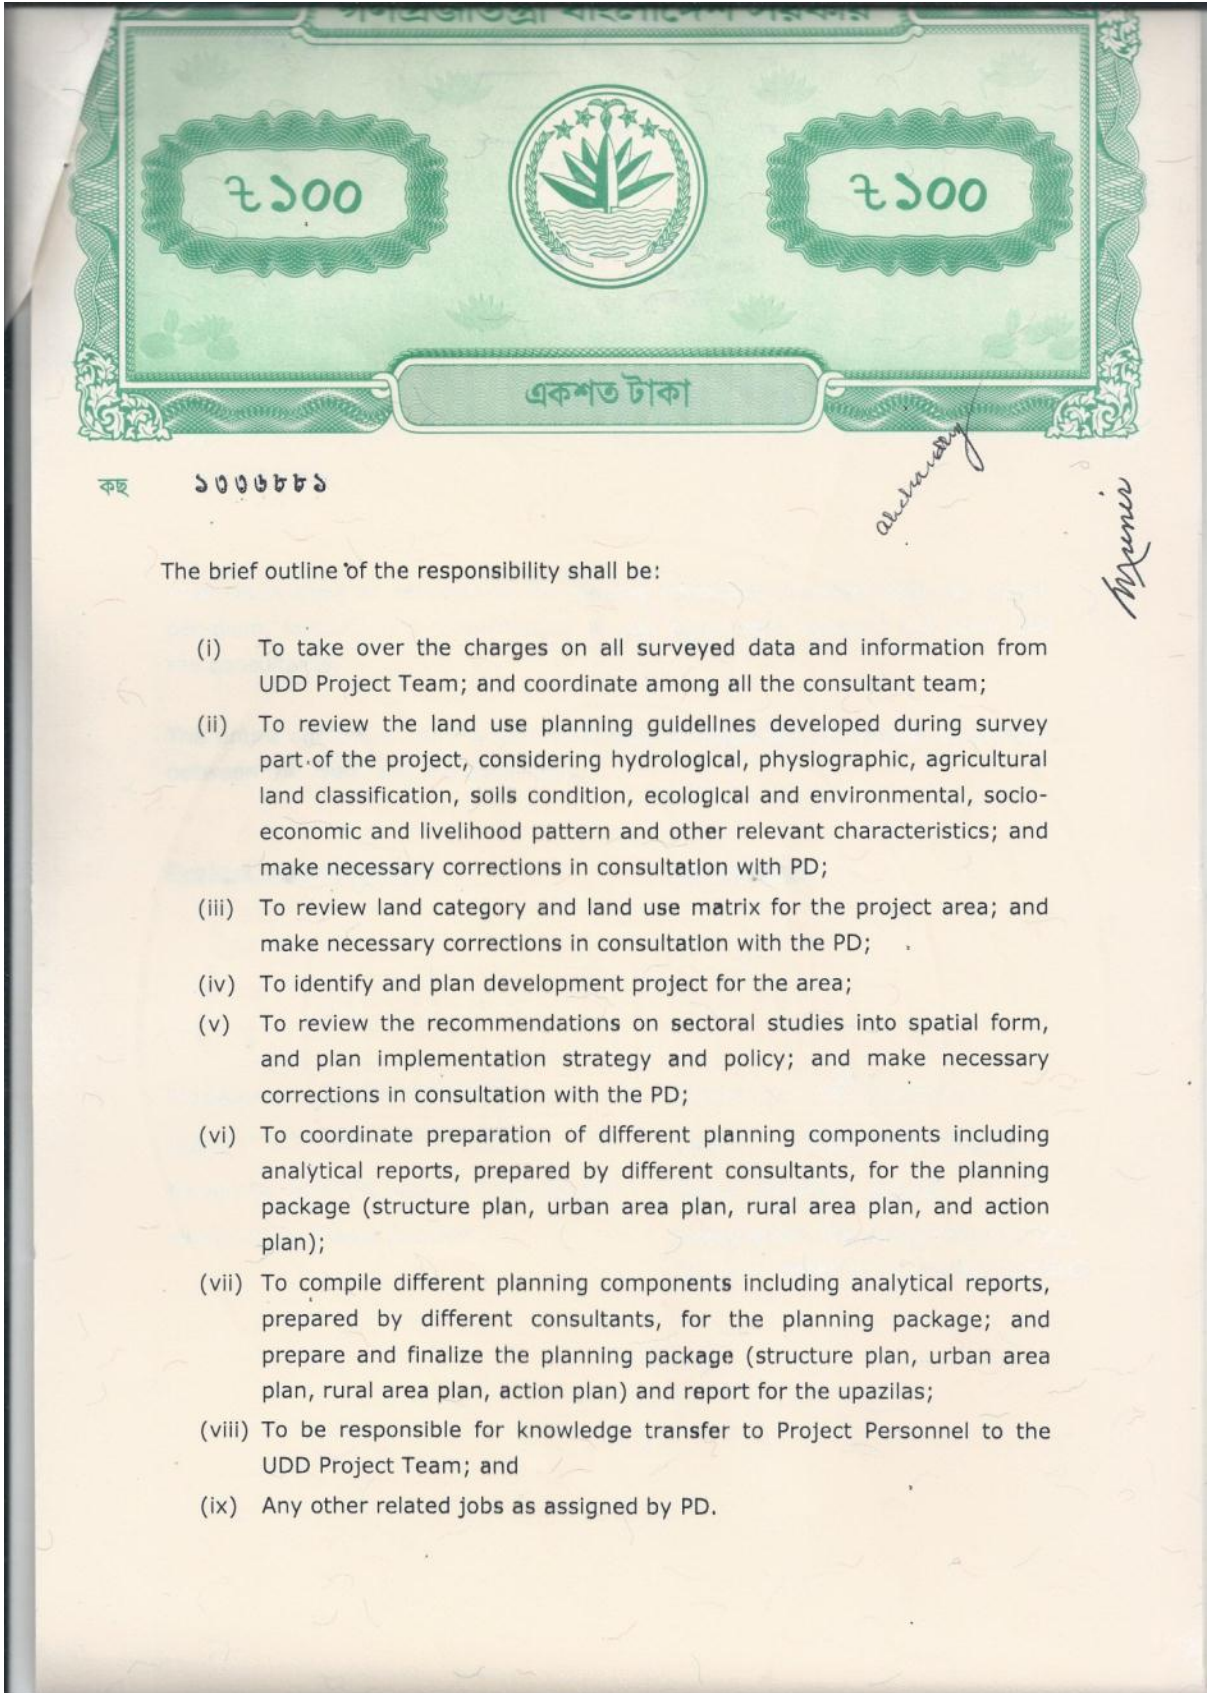 গণপ্রজাতন্ত্রী বাংলাদেশ সরকার
৳১০০ ৳১০০
একশত টাকা
কছ ১৩৩৬৮৮১
The brief outline of the responsibility shall be:
(i) To take over the charges on all surveyed data and information from
UDD Project Team; and coordinate among all the consultant team;
(ii) To review the land use planning guidelines developed during survey
part of the project, considering hydrological, physiographic, agricultural
land classification, soils condition, ecological and environmental, socio-
economic and livelihood pattern and other relevant characteristics; and
make necessary corrections in consultation with PD;
(iii) To review land category and land use matrix for the project area; and
make necessary corrections in consultation with the PD;
(iv) To identify and plan development project for the area;
(v) To review the recommendations on sectoral studies into spatial form,
and plan implementation strategy and policy; and make necessary
corrections in consultation with the PD;
(vi) To coordinate preparation of different planning components including
analytical reports, prepared by different consultants, for the planning
package (structure plan, urban area plan, rural area plan, and action
plan);
(vii) To compile different planning components including analytical reports,
prepared by different consultants, for the planning package; and
prepare and finalize the planning package (structure plan, urban area
plan, rural area plan, action plan) and report for the upazilas;
(viii) To be responsible for knowledge transfer to Project Personnel to the
UDD Project Team; and
(ix) Any other related jobs as assigned by PD.